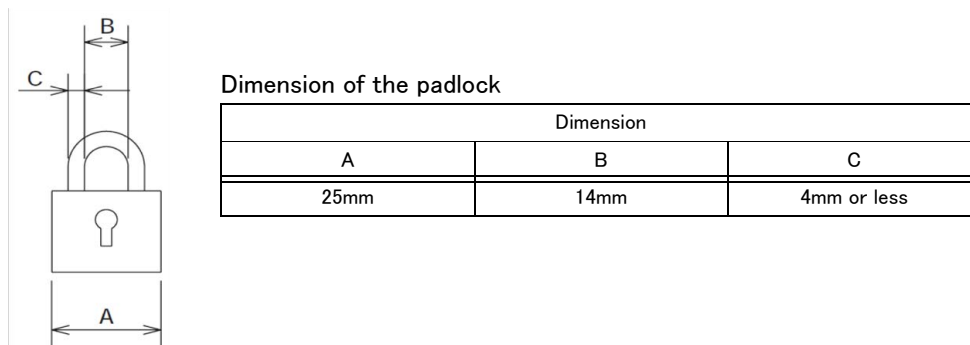 B
C
Dimension of the padlock
Dimension
A B C
25mm 14mm 4mm or less
A